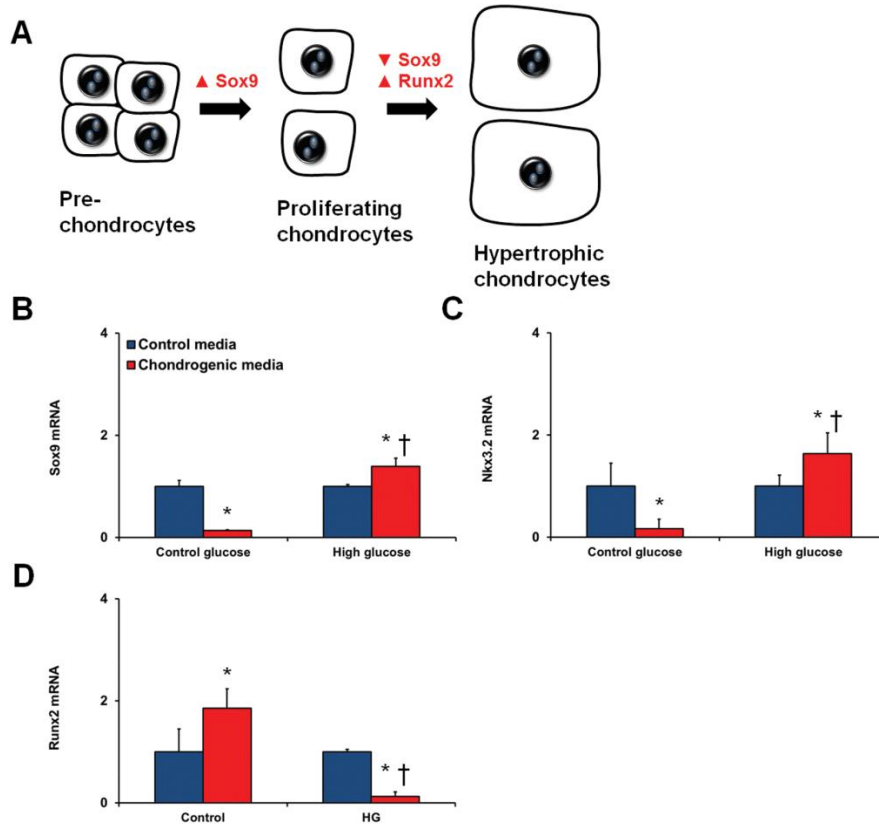 A
▲ Sox9
▼ Sox9
▲ Runx2
Pre-
chondrocytes
Proliferating
chondrocytes
Hypertrophic
chondrocytes
B
4
2
0
Sox9 mRNA
Control media
Chondrogenic media
*
* †
Control glucose
High glucose
C
4
2
0
Nkx3.2 mRNA
*
* †
Control glucose
High glucose
D
4
2
0
Runx2 mRNA
*
* †
Control
HG